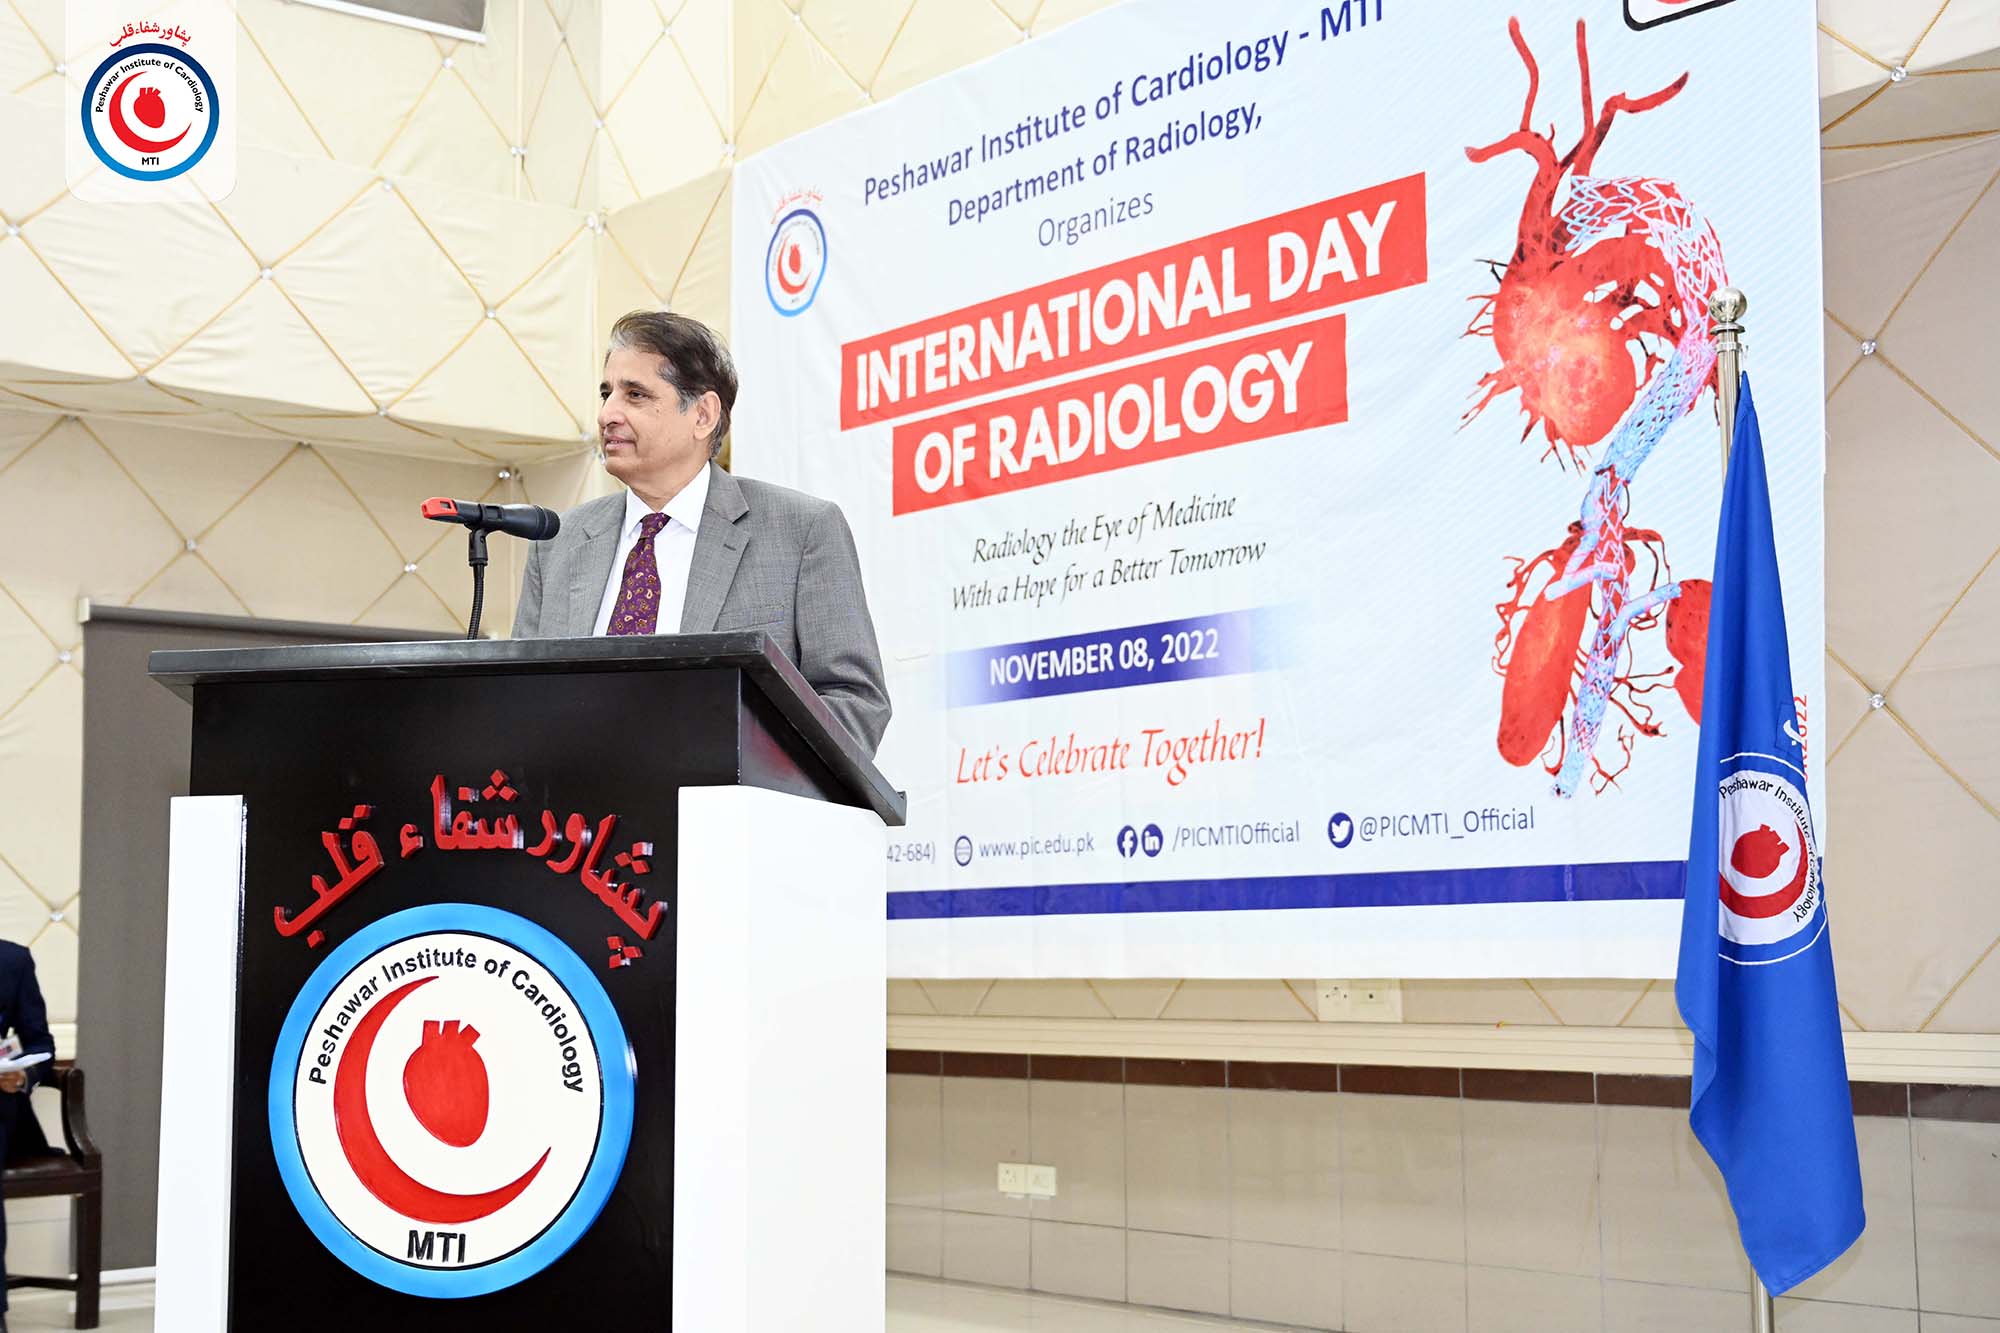 پشاور شفاء قلب
Peshawar Institute of Cardiology
MTI
Peshawar Institute of Cardiology - MTI
Department of Radiology,
Organizes
INTERNATIONAL DAY
OF RADIOLOGY
Radiology the Eye of Medicine
With a Hope for a Better Tomorrow
NOVEMBER 08, 2022
Let's Celebrate Together!
42-684) www.pic.edu.pk /PICMTIOfficial @PICMTI_Official
پشاور شفاء قلب
Peshawar Institute of Cardiology
MTI
Peshawar Institute of Cardiology